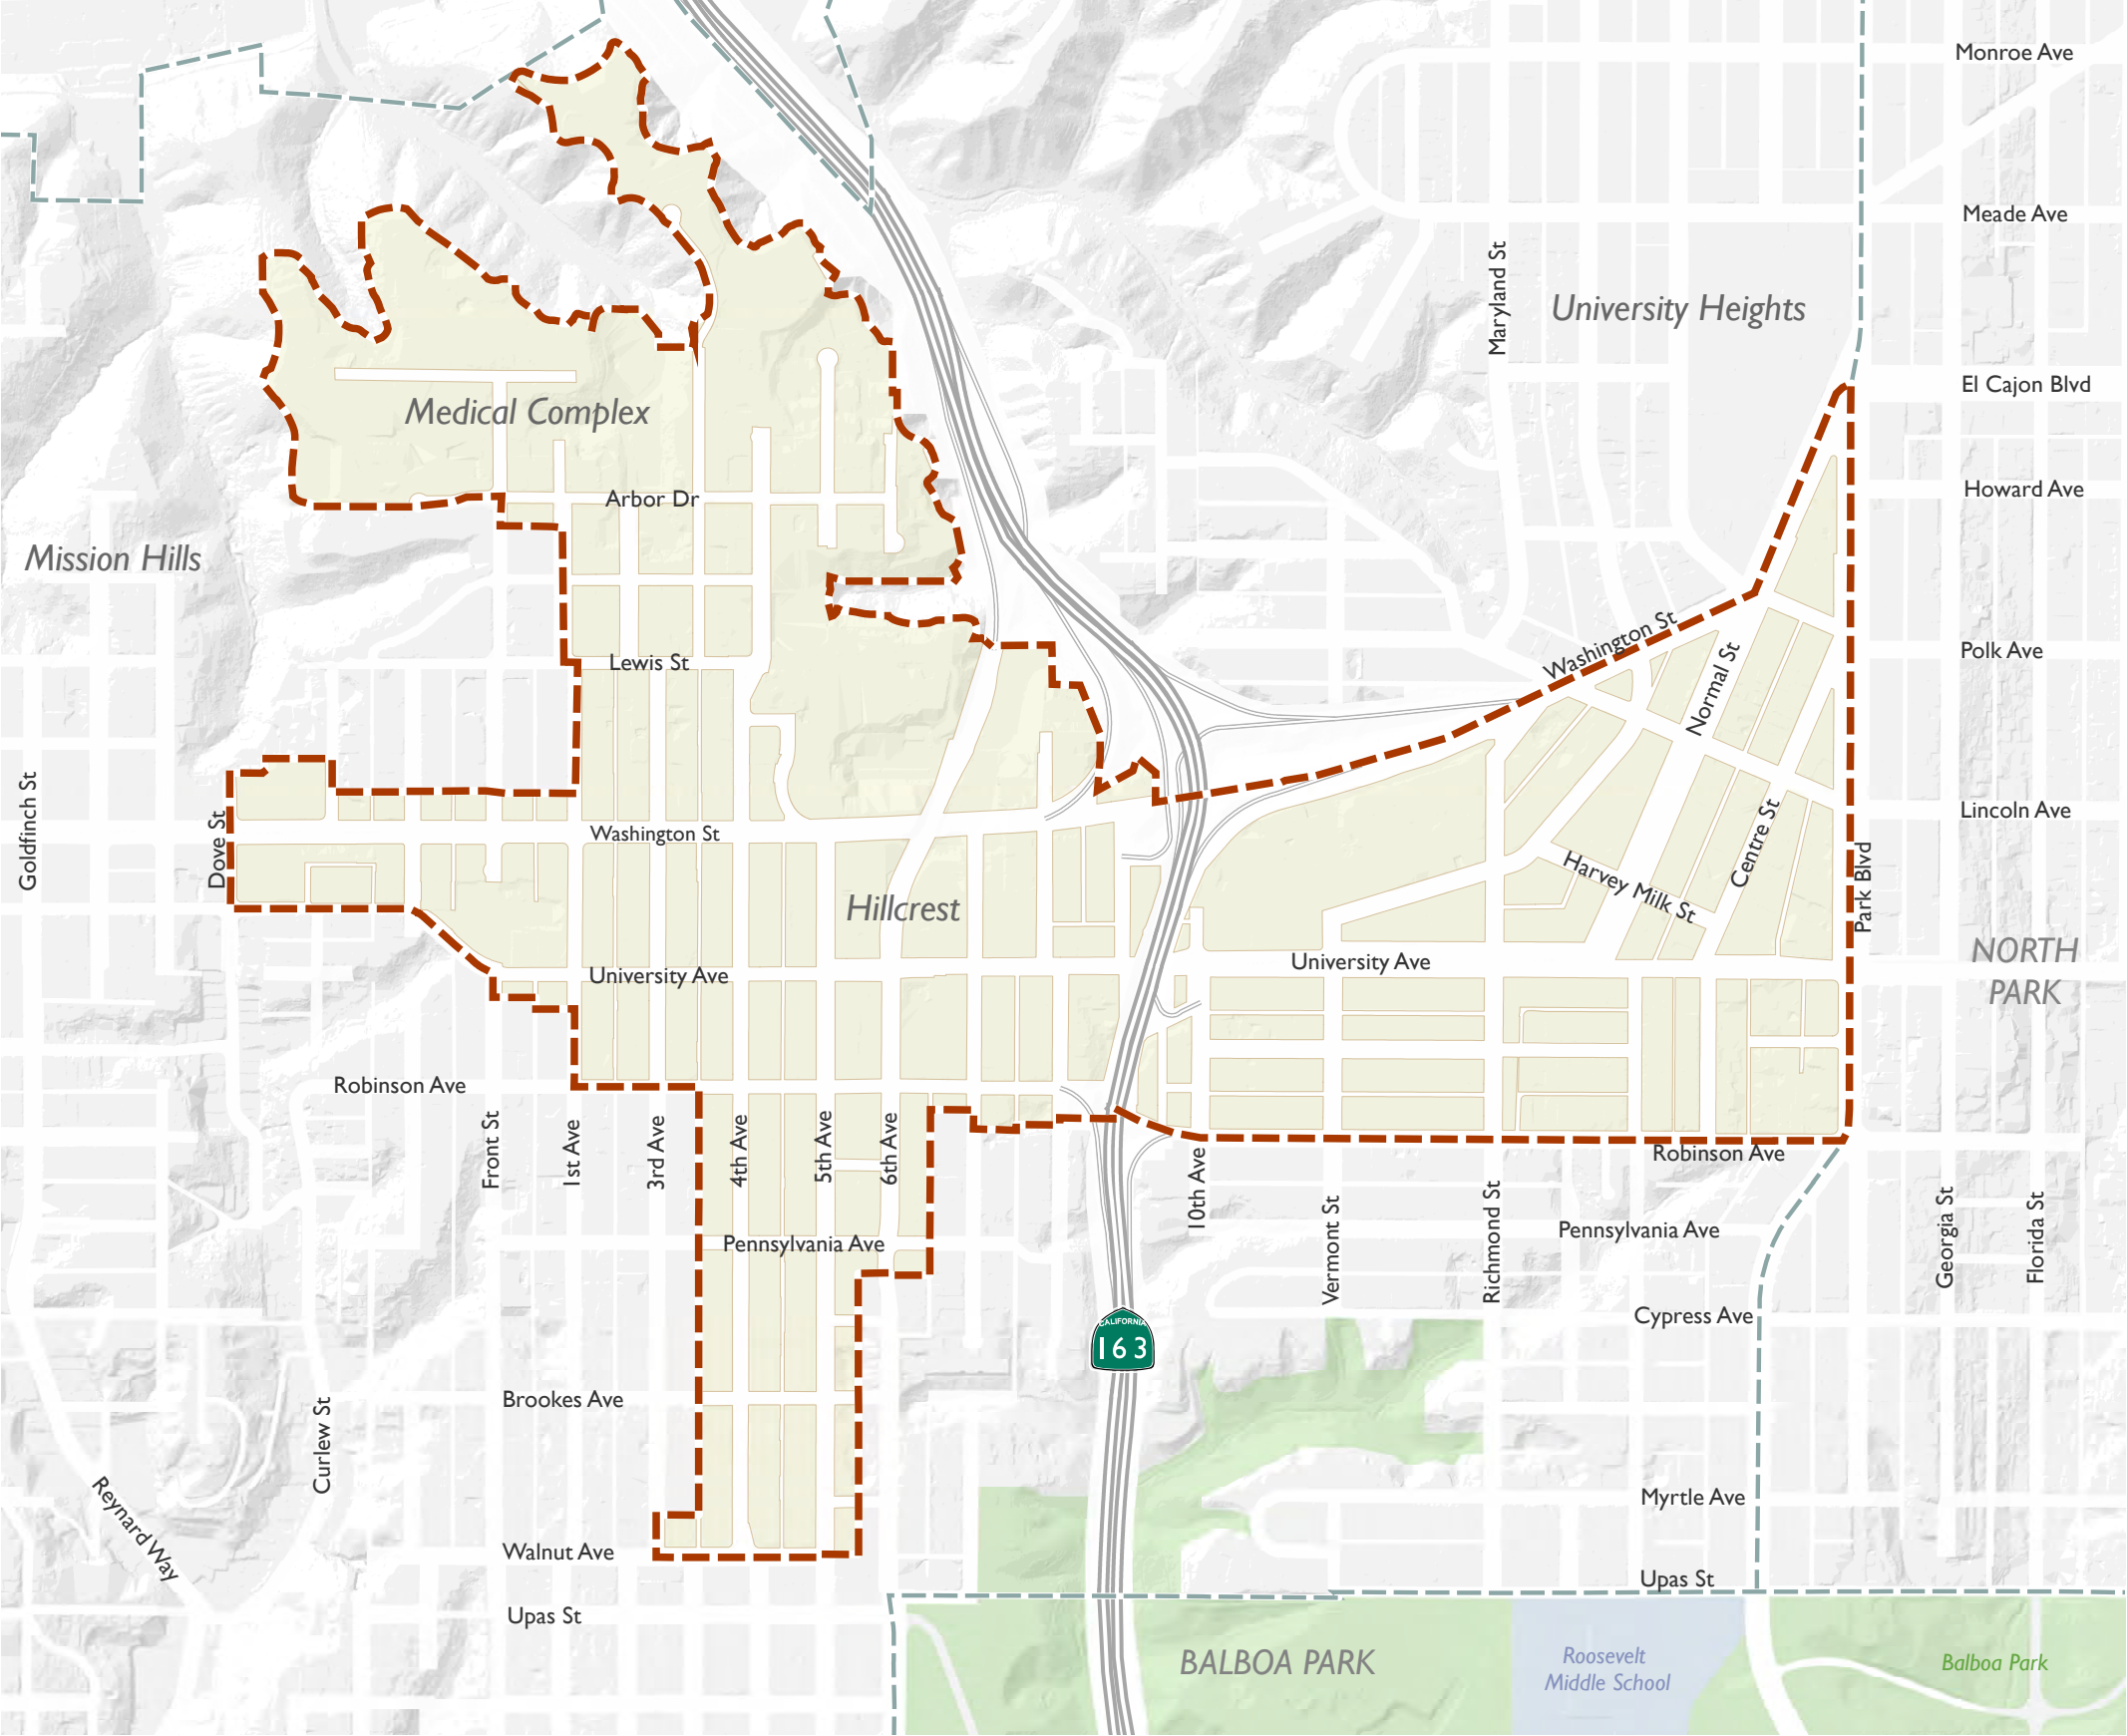 Monroe Ave
Meade Ave
Maryland St
University Heights
El Cajon Blvd
Medical Complex
Howard Ave
Arbor Dr
Mission Hills
Washington St
Polk Ave
Lewis St
Normal St
Goldfinch St
Dove St
Washington St
Lincoln Ave
Centre St
Harvey Milk St
Park Blvd
Hillcrest
University Ave
University Ave
NORTH
PARK
Robinson Ave
Front St
1st Ave
3rd Ave
4th Ave
5th Ave
6th Ave
10th Ave
Robinson Ave
Vermont St
Richmond St
Pennsylvania Ave
Pennsylvania Ave
Georgia St
Florida St
CALIFORNIA
163
Cypress Ave
Brookes Ave
Curlew St
Reynard Way
Myrtle Ave
Walnut Ave
Upas St
Upas St
BALBOA PARK
Roosevelt
Middle School
Balboa Park